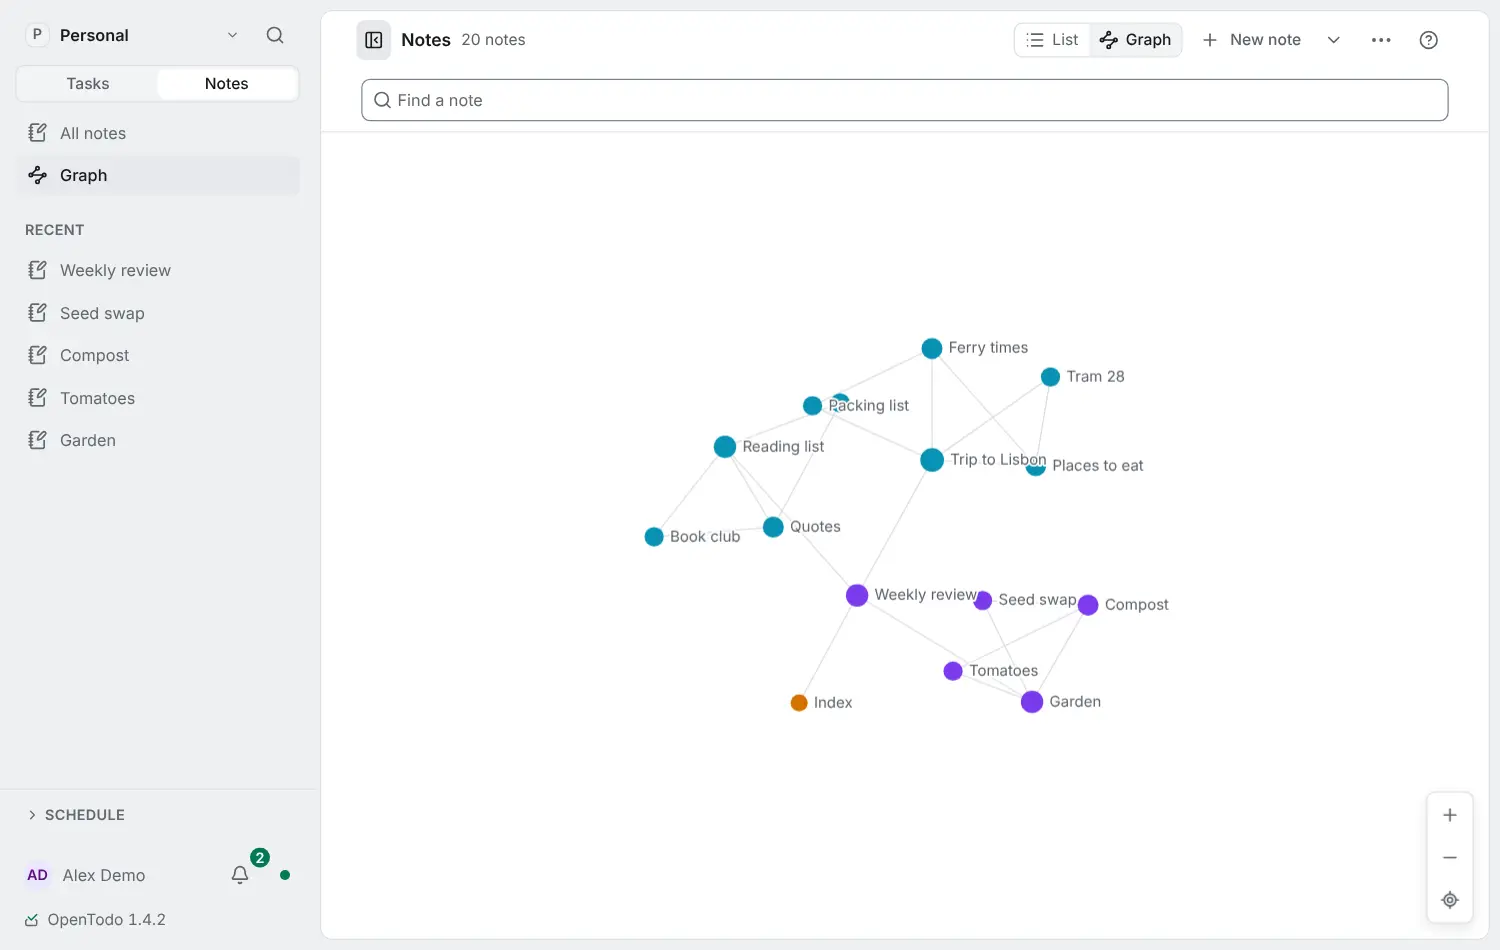 P Personal
Tasks Notes
All notes
Graph
RECENT
Weekly review
Seed swap
Compost
Tomatoes
Garden
SCHEDULE
AD Alex Demo 2
OpenTodo 1.4.2
Notes 20 notes
List Graph New note
Find a note
Ferry times
Tram 28
Packing list
Reading list
Trip to Lisbon
Places to eat
Quotes
Book club
Weekly review
Seed swap
Compost
Tomatoes
Garden
Index